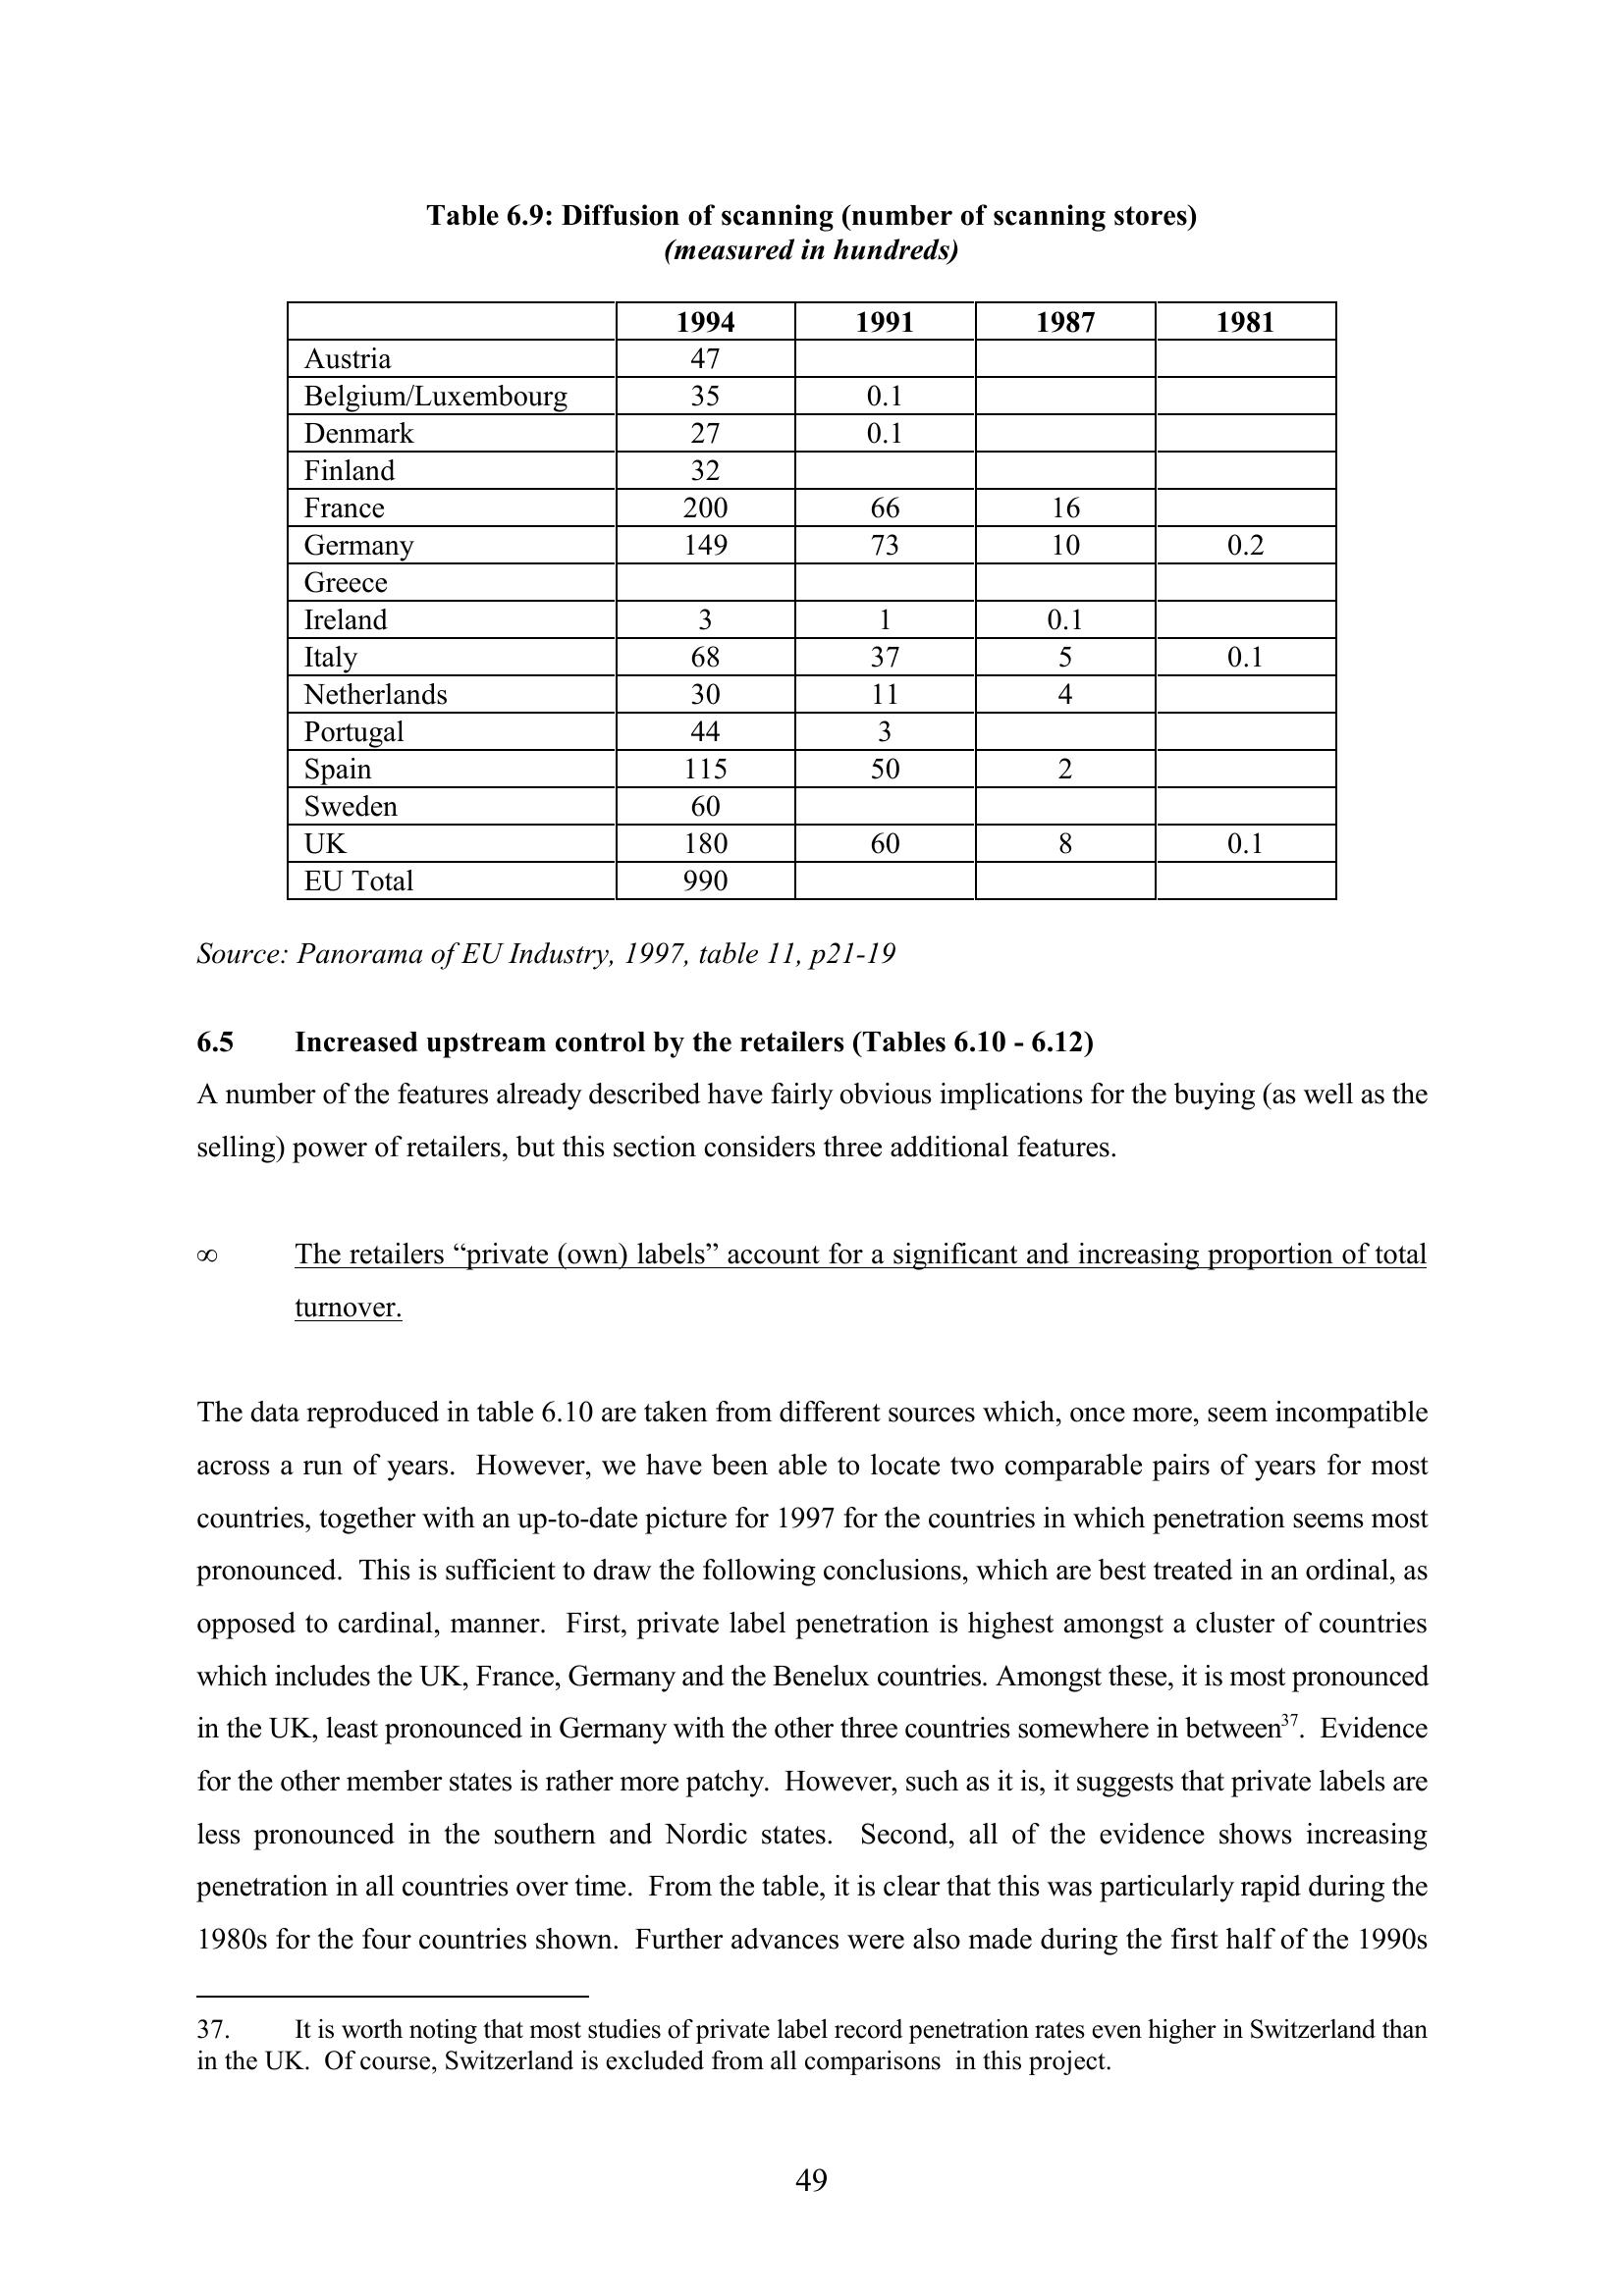 Table 6.9: Diffusion of scanning (number of scanning stores)
(measured in hundreds)
1994 1991 1987 1981
Austria 47
Belgium/Luxembourg 35 0.1
Denmark 27 0.1
Finland 32
France 200 66 16
Germany 149 73 10 0.2
Greece
Ireland 3 1 0.1
Italy 68 37 5 0.1
Netherlands 30 11 4
Portugal 44 3
Spain 115 50 2
Sweden 60
UK 180 60 8 0.1
EU Total 990
Source: Panorama of EU Industry, 1997, table 11, p21-19
6.5 Increased upstream control by the retailers (Tables 6.10 - 6.12)
A number of the features already described have fairly obvious implications for the buying (as well as the
selling) power of retailers, but this section considers three additional features.
∞ The retailers “private (own) labels” account for a significant and increasing proportion of total
turnover.
The data reproduced in table 6.10 are taken from different sources which, once more, seem incompatible
across a run of years. However, we have been able to locate two comparable pairs of years for most
countries, together with an up-to-date picture for 1997 for the countries in which penetration seems most
pronounced. This is sufficient to draw the following conclusions, which are best treated in an ordinal, as
opposed to cardinal, manner. First, private label penetration is highest amongst a cluster of countries
which includes the UK, France, Germany and the Benelux countries. Amongst these, it is most pronounced
in the UK, least pronounced in Germany with the other three countries somewhere in between37. Evidence
for the other member states is rather more patchy. However, such as it is, it suggests that private labels are
less pronounced in the southern and Nordic states. Second, all of the evidence shows increasing
penetration in all countries over time. From the table, it is clear that this was particularly rapid during the
1980s for the four countries shown. Further advances were also made during the first half of the 1990s
37. It is worth noting that most studies of private label record penetration rates even higher in Switzerland than
in the UK. Of course, Switzerland is excluded from all comparisons in this project.
49